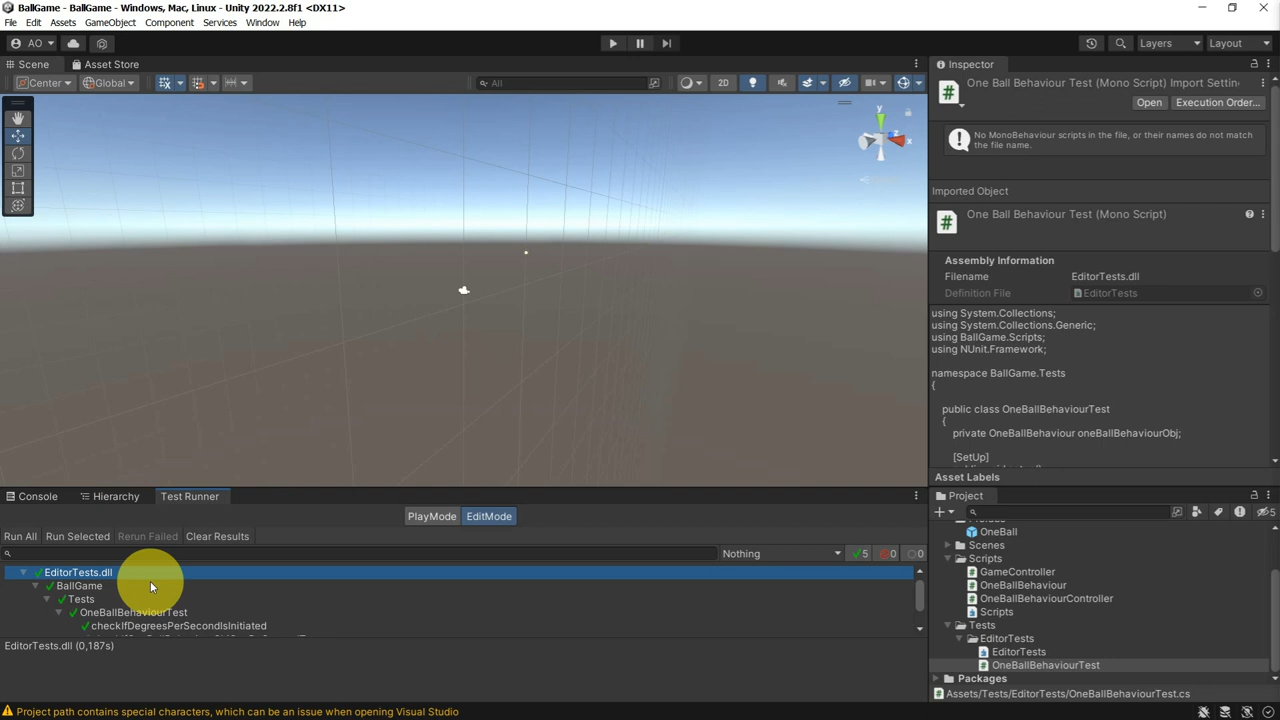 BallGame - BallGame - Windows, Mac, Linux - Unity 2022.2.8f1 <DX11>
File Edit Assets GameObject Component Services Window Help
AO Layers Layout
Scene Asset Store
Center Global All 2D
y
x
z
Inspector
One Ball Behaviour Test (Mono Script) Import Settin
Open Execution Order...
No MonoBehaviour scripts in the file, or their names do not match
the file name.
Imported Object
One Ball Behaviour Test (Mono Script)
Assembly Information
Filename EditorTests.dll
Definition File EditorTests
using System.Collections;
using System.Collections.Generic;
using BallGame.Scripts;
using NUnit.Framework;
namespace BallGame.Tests
{
public class OneBallBehaviourTest
{
private OneBallBehaviour oneBallBehaviourObj;
[SetUp]
Asset Labels
Console Hierarchy Test Runner
PlayMode EditMode
Run All Run Selected Rerun Failed Clear Results
Nothing 5 0 0
EditorTests.dll
BallGame
Tests
OneBallBehaviourTest
checkIfDegreesPerSecondIsInitiated
EditorTests.dll (0,187s)
Project
5
OneBall
Scenes
Scripts
GameController
OneBallBehaviour
OneBallBehaviourController
Scripts
Tests
EditorTests
EditorTests
OneBallBehaviourTest
Packages
Assets/Tests/EditorTests/OneBallBehaviourTest.cs
Project path contains special characters, which can be an issue when opening Visual Studio